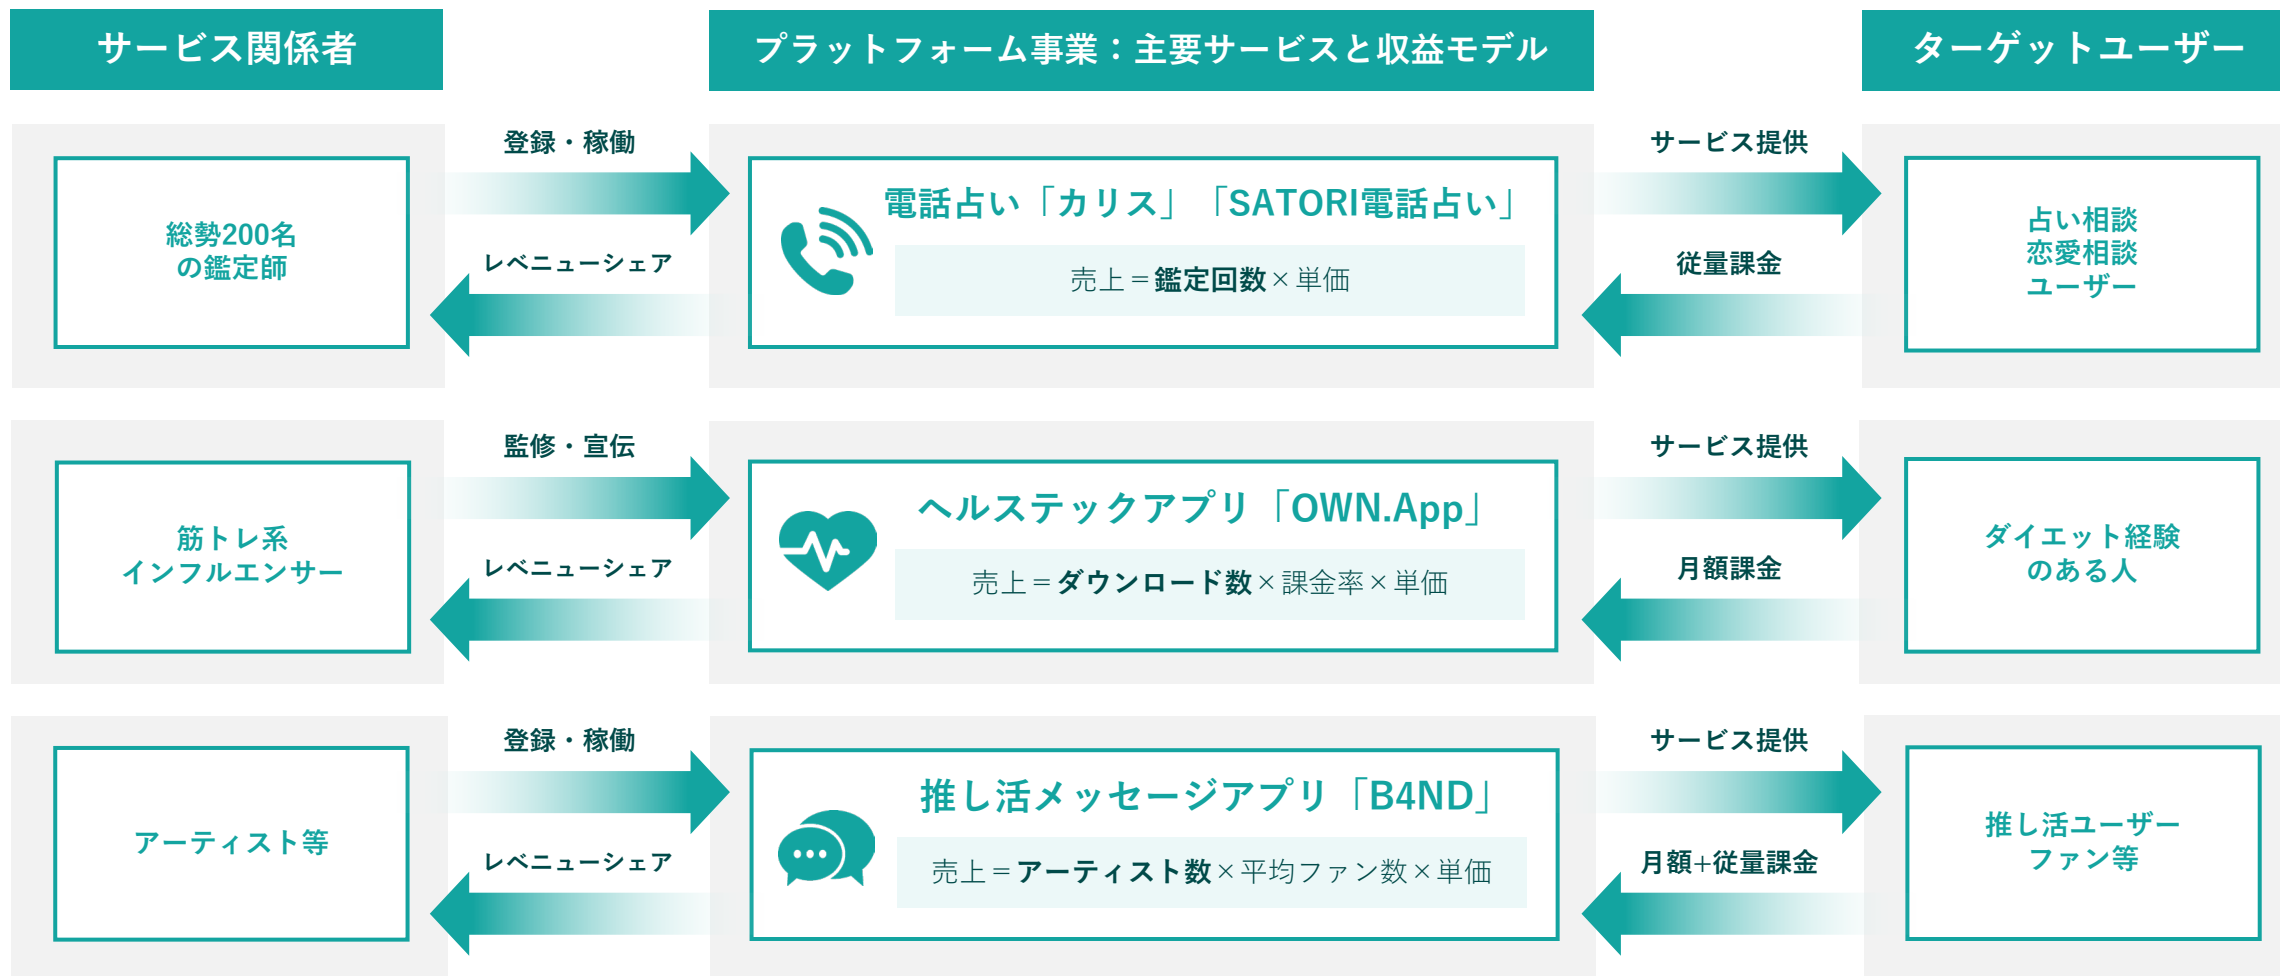 サービス関係者
プラットフォーム事業：主要サービスと収益モデル
ターゲットユーザー
総勢200名
の鑑定師
登録・稼働
レベニューシェア
電話占い「カリス」「SATORI電話占い」
売上＝鑑定回数×単価
サービス提供
従量課金
占い相談
恋愛相談
ユーザー
筋トレ系
インフルエンサー
監修・宣伝
レベニューシェア
ヘルステックアプリ「OWN.App」
売上＝ダウンロード数×課金率×単価
サービス提供
月額課金
ダイエット経験
のある人
アーティスト等
登録・稼働
レベニューシェア
推し活メッセージアプリ「B4ND」
売上＝アーティスト数×平均ファン数×単価
サービス提供
月額+従量課金
推し活ユーザー
ファン等